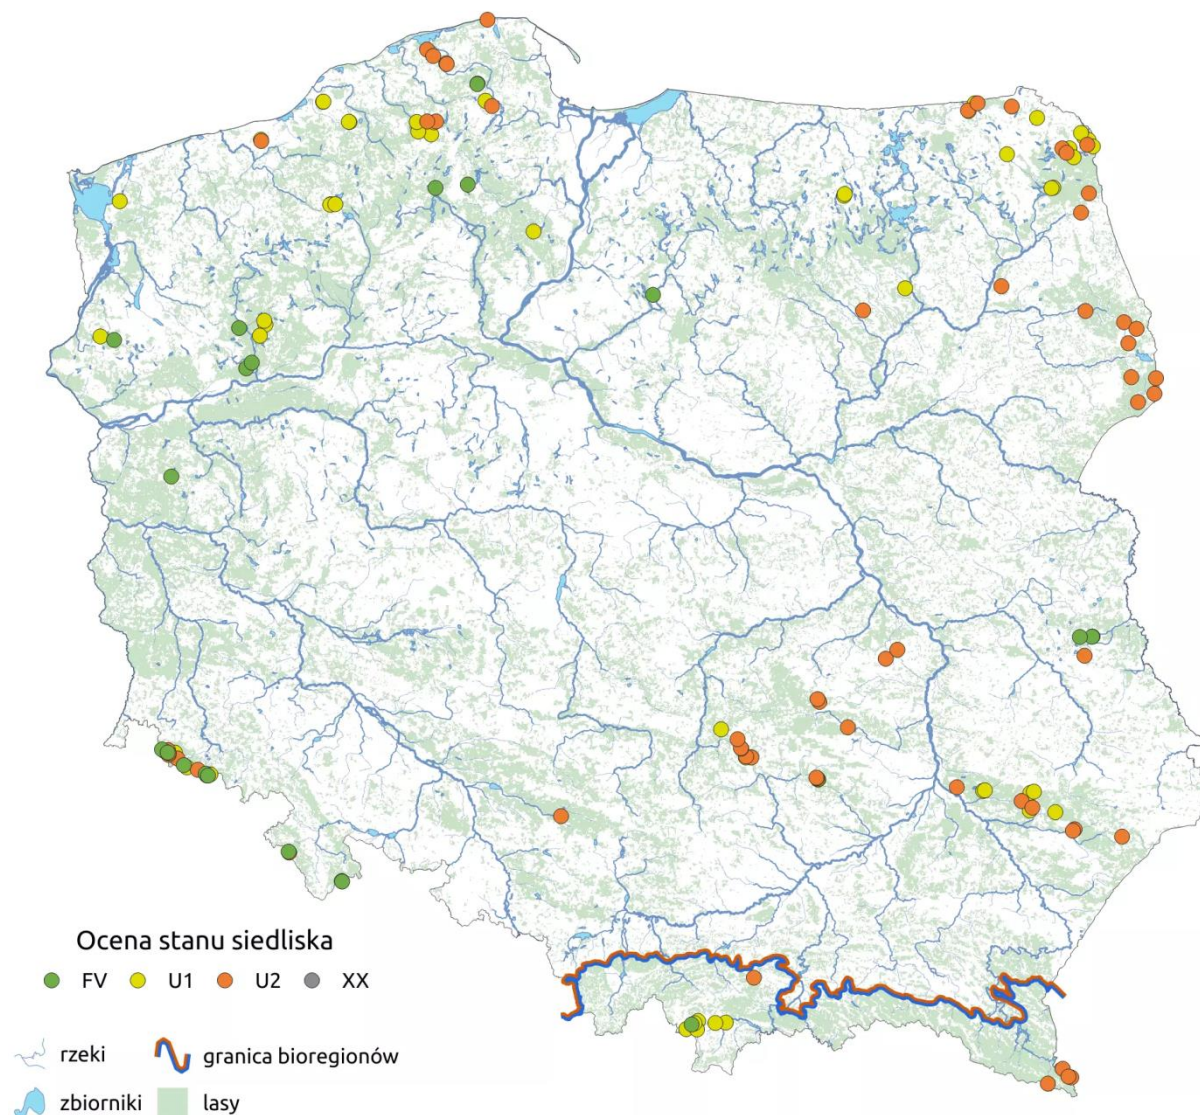 Ocena stanu siedliska
FV U1 U2 XX
rzeki granica bioregionów
zbiorniki lasy